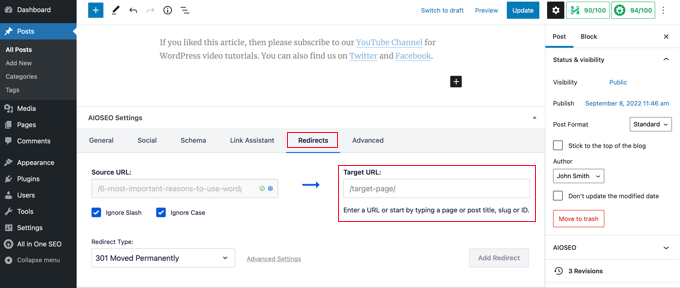 Dashboard
Posts
All Posts
Add New
Categories
Tags
Media
Pages
Comments
Appearance
Plugins
Users
Tools
Settings
All in One SEO
Collapse menu
Switch to draft
Preview
Update
90/100
94/100
If you liked this article, then please subscribe to our YouTube Channel for
WordPress video tutorials. You can also find us on Twitter and Facebook.
AIOSEO Settings
General
Social
Schema
Link Assistant
Redirects
Advanced
Source URL:
/6-most-important-reasons-to-use-wordp
Ignore Slash
Ignore Case
Target URL:
/target-page/
Enter a URL or start by typing a page or post title, slug or ID.
Redirect Type:
301 Moved Permanently
Advanced Settings
Add Redirect
Post
Block
Status & visibility
Visibility
Public
Publish
September 8, 2022 11:46 am
Post Format
Standard
Stick to the top of the blog
Author
John Smith
Don't update the modified date
Move to trash
AIOSEO
3 Revisions